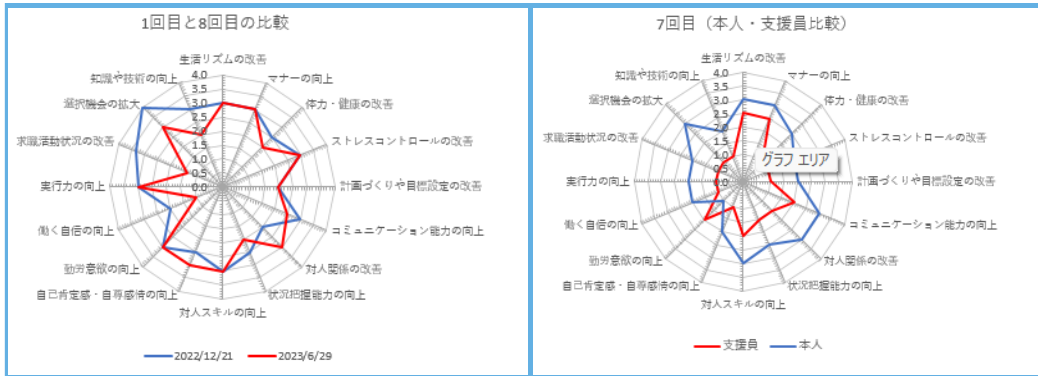 1回目と8回目の比較
生活リズムの改善
マナーの向上
体力・健康の改善
ストレスコントロールの改善
計画づくりや目標設定の改善
コミュニケーション能力の向上
対人関係の改善
状況把握能力の向上
対人スキルの向上
自己肯定感・自尊感情の向上
勤労意欲の向上
働く自信の向上
実行力の向上
求職活動状況の改善
選択機会の拡大
知識や技術の向上
4.0
3.5
3.0
2.5
2.0
1.5
1.0
0.5
0.0
2022/12/21
2023/6/29
7回目(本人・支援員比較)
生活リズムの改善
マナーの向上
体力・健康の改善
ストレスコントロールの改善
計画づくりや目標設定の改善
コミュニケーション能力の向上
対人関係の改善
状況把握能力の向上
対人スキルの向上
自己肯定感・自尊感情の向上
勤労意欲の向上
働く自信の向上
実行力の向上
求職活動状況の改善
選択機会の拡大
知識や技術の向上
4.0
3.5
3.0
2.5
2.0
1.5
1.0
0.5
0.0
グラフ エリア
支援員
本人